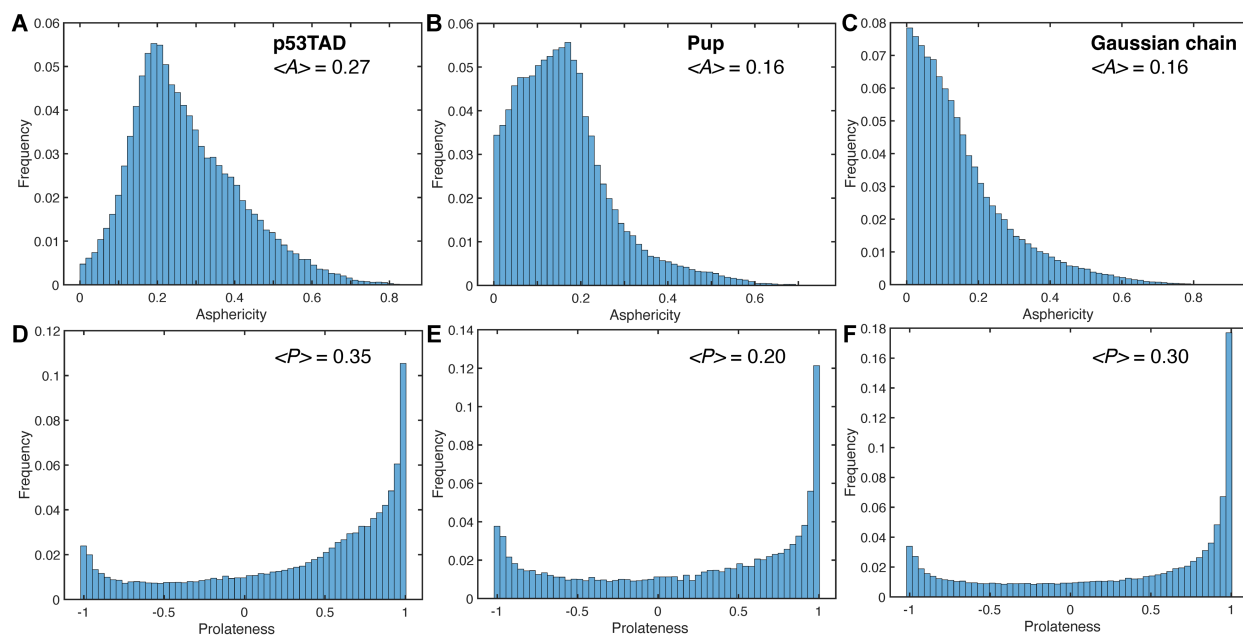 A
p53TAD
<A> = 0.27
0.06
0.05
0.04
0.03
0.02
0.01
0
Frequency
0
0.2
0.4
0.6
0.8
Asphericity
B
Pup
<A> = 0.16
0.06
0.05
0.04
0.03
0.02
0.01
0
Frequency
0
0.2
0.4
0.6
Asphericity
C
Gaussian chain
<A> = 0.16
0.08
0.07
0.06
0.05
0.04
0.03
0.02
0.01
0
Frequency
0
0.2
0.4
0.6
0.8
Asphericity
D
<P> = 0.35
0.12
0.1
0.08
0.06
0.04
0.02
0
Frequency
-1
-0.5
0
0.5
1
Prolateness
E
<P> = 0.20
0.14
0.12
0.1
0.08
0.06
0.04
0.02
0
Frequency
-1
-0.5
0
0.5
1
Prolateness
F
<P> = 0.30
0.18
0.16
0.14
0.12
0.1
0.08
0.06
0.04
0.02
0
Frequency
-1
-0.5
0
0.5
1
Prolateness